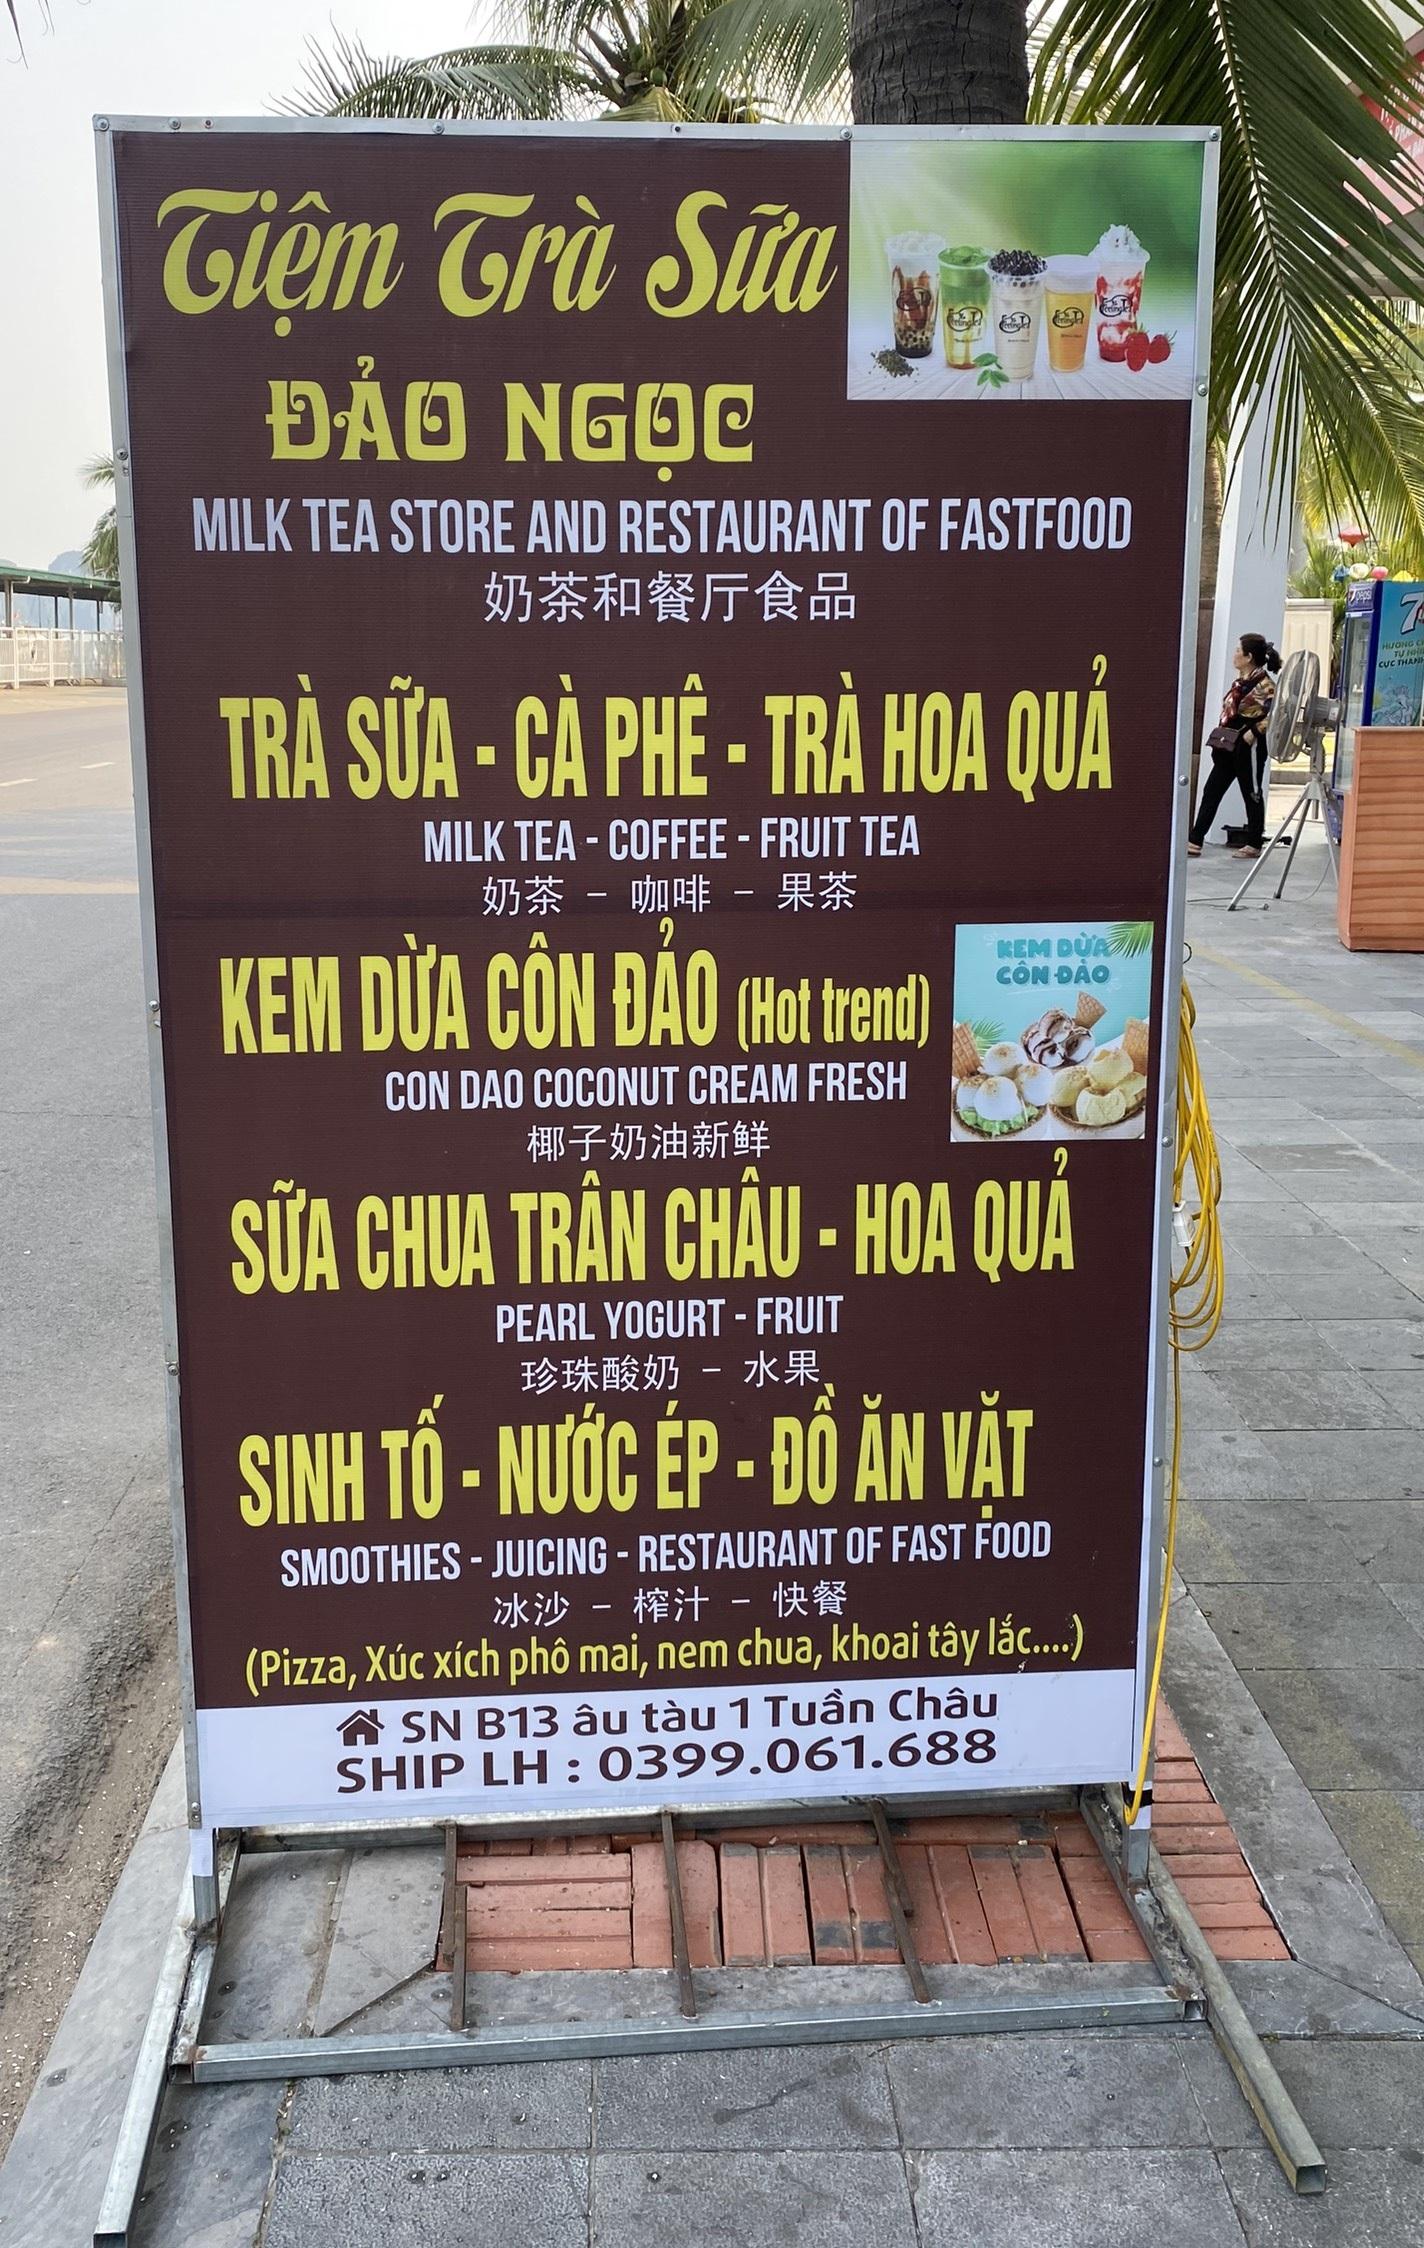 Tiệm Trà Sữa
ĐẢO NGỌC
MILK TEA STORE AND RESTAURANT OF FASTFOOD
奶茶和餐厅食品
TRÀ SỮA - CÀ PHÊ - TRÀ HOA QUẢ
MILK TEA - COFFEE - FRUIT TEA
奶茶 – 咖啡 – 果茶
KEM DỪA CÔN ĐẢO (Hot trend)
KEM DỪA
CÔN ĐẢO
CON DAO COCONUT CREAM FRESH
椰子奶油新鲜
SỮA CHUA TRÂN CHÂU - HOA QUẢ
PEARL YOGURT - FRUIT
珍珠酸奶 – 水果
SINH TỐ - NƯỚC ÉP - ĐỒ ĂN VẶT
SMOOTHIES - JUICING - RESTAURANT OF FAST FOOD
冰沙 – 榨汁 – 快餐
(Pizza, Xúc xích phô mai, nem chua, khoai tây lắc....)
SN B13 âu tàu 1 Tuần Châu
SHIP LH : 0399.061.688
pepsi
7